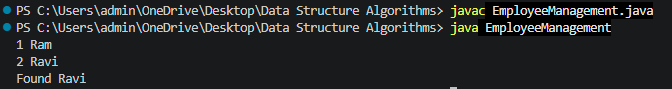 PS C:\Users\admin\OneDrive\Desktop\Data Structure Algorithms> javac EmployeeManagement.java
PS C:\Users\admin\OneDrive\Desktop\Data Structure Algorithms> java EmployeeManagement
1 Ram
2 Ravi
Found Ravi